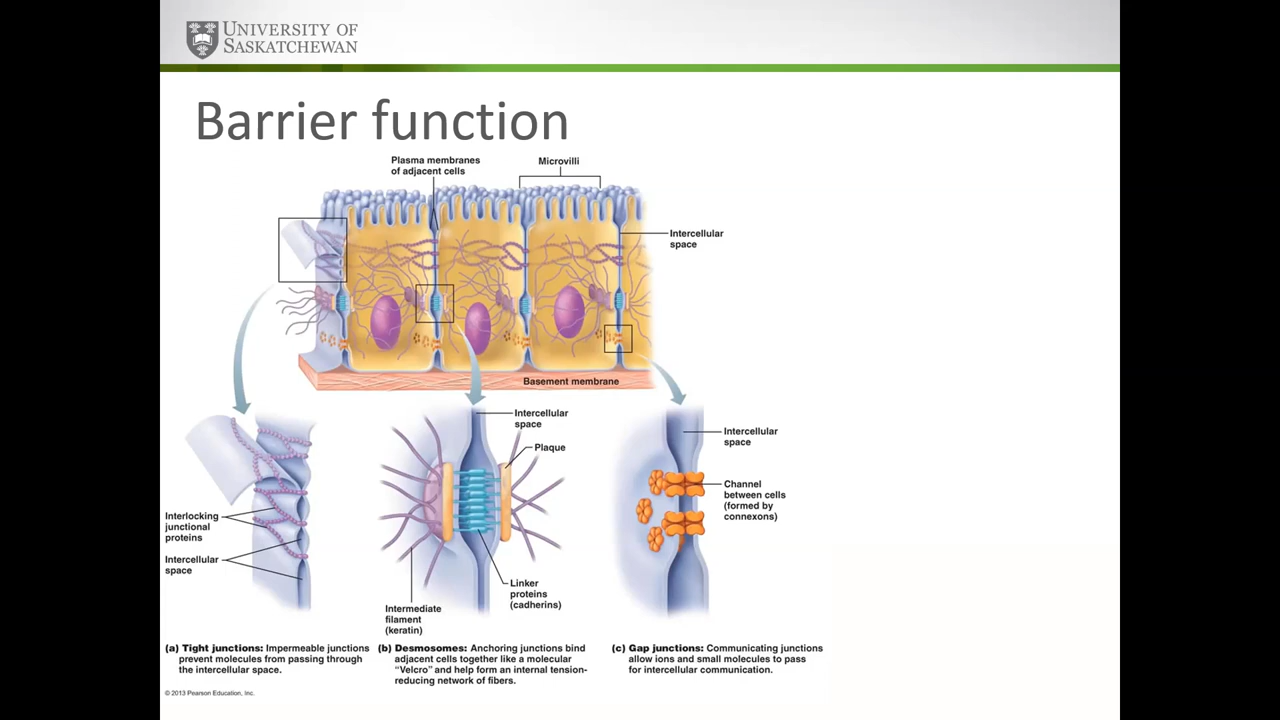 UNIVERSITY OF
SASKATCHEWAN
Barrier function
Plasma membranes
of adjacent cells
Microvilli
Intercellular
space
Basement membrane
Interlocking
junctional
proteins
Intercellular
space
Intercellular
space
Plaque
Linker
proteins
(cadherins)
Intermediate
filament
(keratin)
Intercellular
space
Channel
between cells
(formed by
connexons)
(a) Tight junctions: Impermeable junctions
prevent molecules from passing through
the intercellular space.
(b) Desmosomes: Anchoring junctions bind
adjacent cells together like a molecular
“Velcro” and help form an internal tension-
reducing network of fibers.
(c) Gap junctions: Communicating junctions
allow ions and small molecules to pass
for intercellular communication.
© 2013 Pearson Education, Inc.